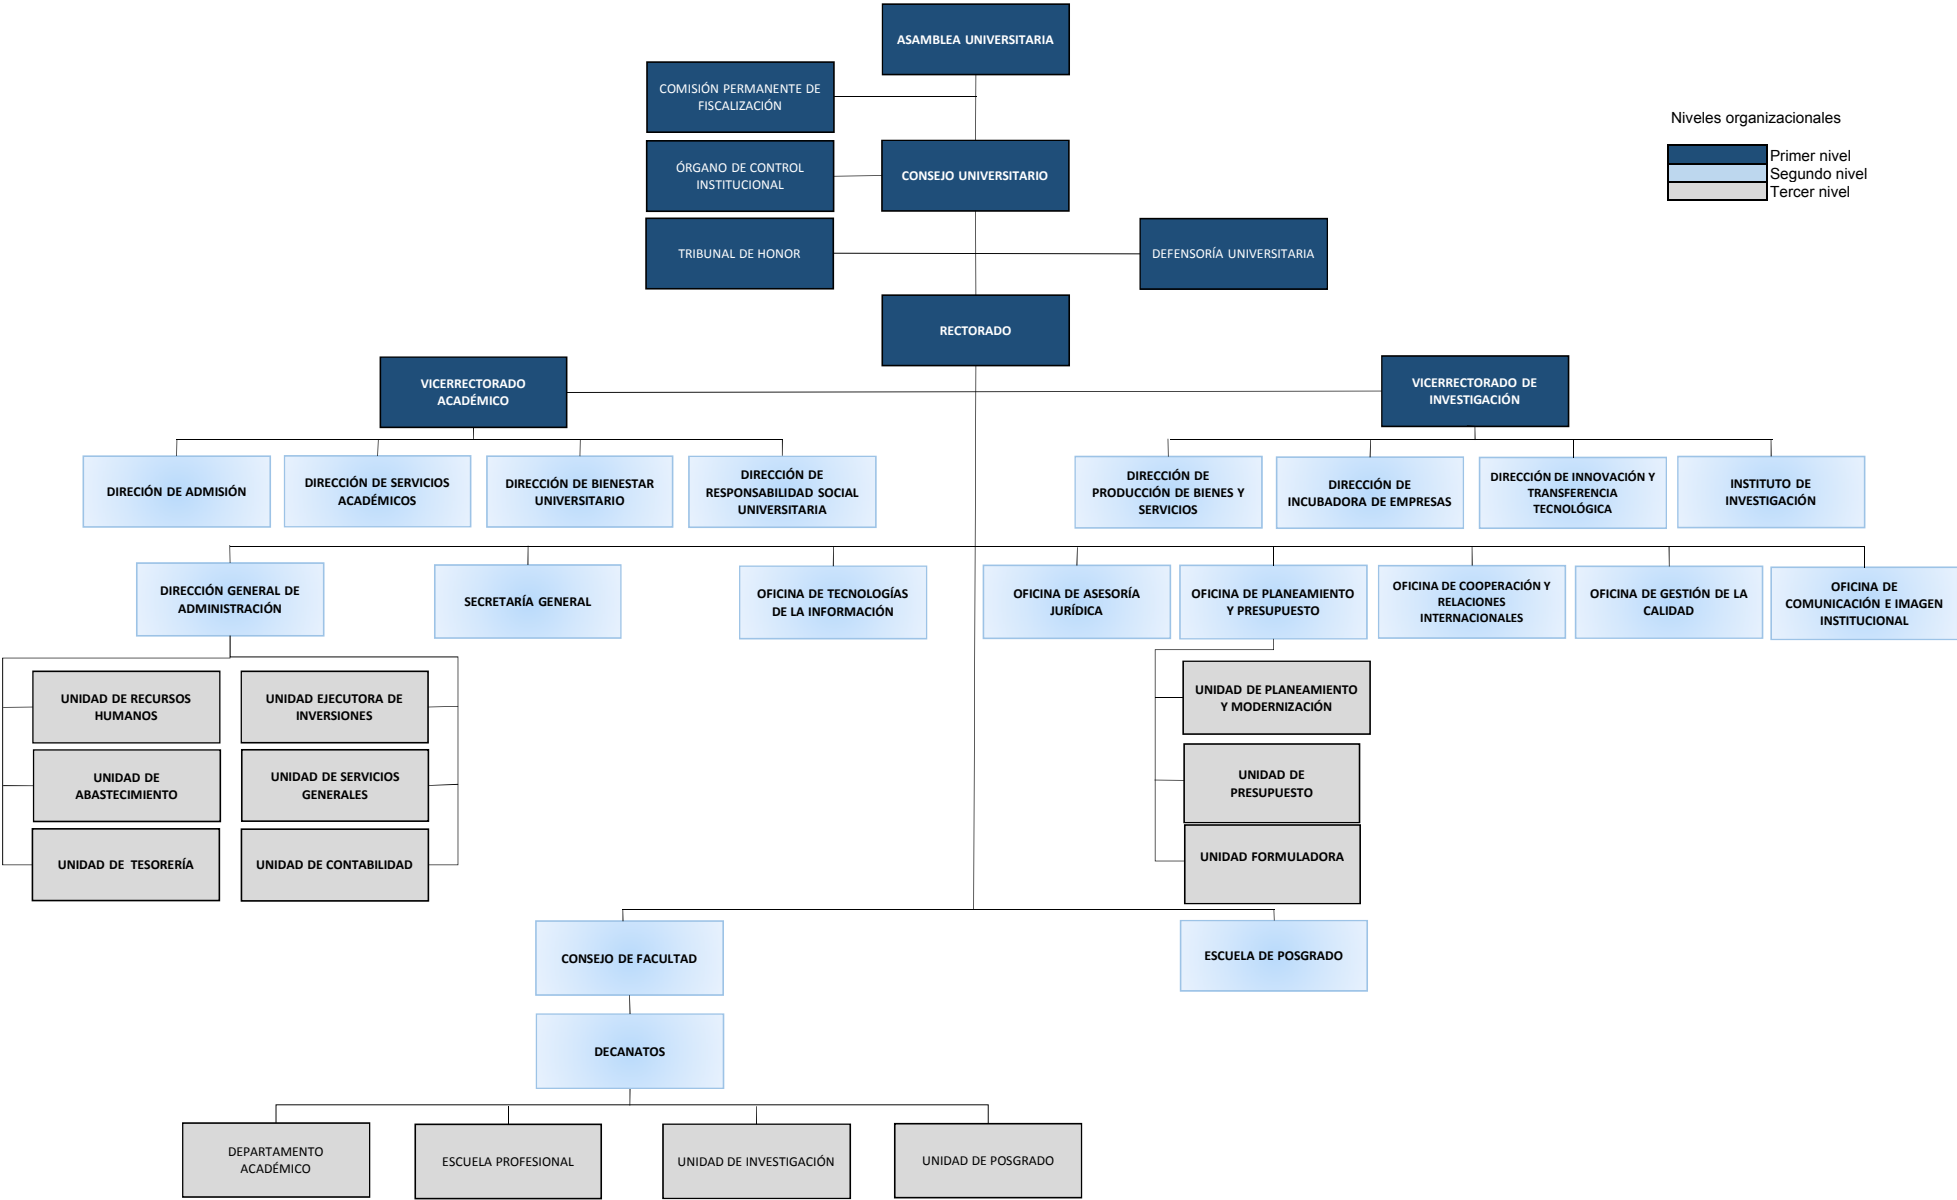 ASAMBLEA UNIVERSITARIA
COMISIÓN PERMANENTE DE
FISCALIZACIÓN
Niveles organizacionales
Primer nivel
Segundo nivel
Tercer nivel
ÓRGANO DE CONTROL
INSTITUCIONAL
CONSEJO UNIVERSITARIO
TRIBUNAL DE HONOR
DEFENSORÍA UNIVERSITARIA
RECTORADO
VICERRECTORADO
ACADÉMICO
VICERRECTORADO DE
INVESTIGACIÓN
DIRECIÓN DE ADMISIÓN
DIRECCIÓN DE SERVICIOS
ACADÉMICOS
DIRECCIÓN DE BIENESTAR
UNIVERSITARIO
DIRECCIÓN DE
RESPONSABILIDAD SOCIAL
UNIVERSITARIA
DIRECCIÓN DE
PRODUCCIÓN DE BIENES Y
SERVICIOS
DIRECCIÓN DE
INCUBADORA DE EMPRESAS
DIRECCIÓN DE INNOVACIÓN Y
TRANSFERENCIA
TECNOLÓGICA
INSTITUTO DE
INVESTIGACIÓN
DIRECCIÓN GENERAL DE
ADMINISTRACIÓN
SECRETARÍA GENERAL
OFICINA DE TECNOLOGÍAS
DE LA INFORMACIÓN
OFICINA DE ASESORÍA
JURÍDICA
OFICINA DE PLANEAMIENTO
Y PRESUPUESTO
OFICINA DE COOPERACIÓN Y
RELACIONES
INTERNACIONALES
OFICINA DE GESTIÓN DE LA
CALIDAD
OFICINA DE
COMUNICACIÓN E IMAGEN
INSTITUCIONAL
UNIDAD DE RECURSOS
HUMANOS
UNIDAD EJECUTORA DE
INVERSIONES
UNIDAD DE PLANEAMIENTO
Y MODERNIZACIÓN
UNIDAD DE
ABASTECIMIENTO
UNIDAD DE SERVICIOS
GENERALES
UNIDAD DE
PRESUPUESTO
UNIDAD DE TESORERÍA
UNIDAD DE CONTABILIDAD
UNIDAD FORMULADORA
CONSEJO DE FACULTAD
ESCUELA DE POSGRADO
DECANATOS
DEPARTAMENTO
ACADÉMICO
ESCUELA PROFESIONAL
UNIDAD DE INVESTIGACIÓN
UNIDAD DE POSGRADO